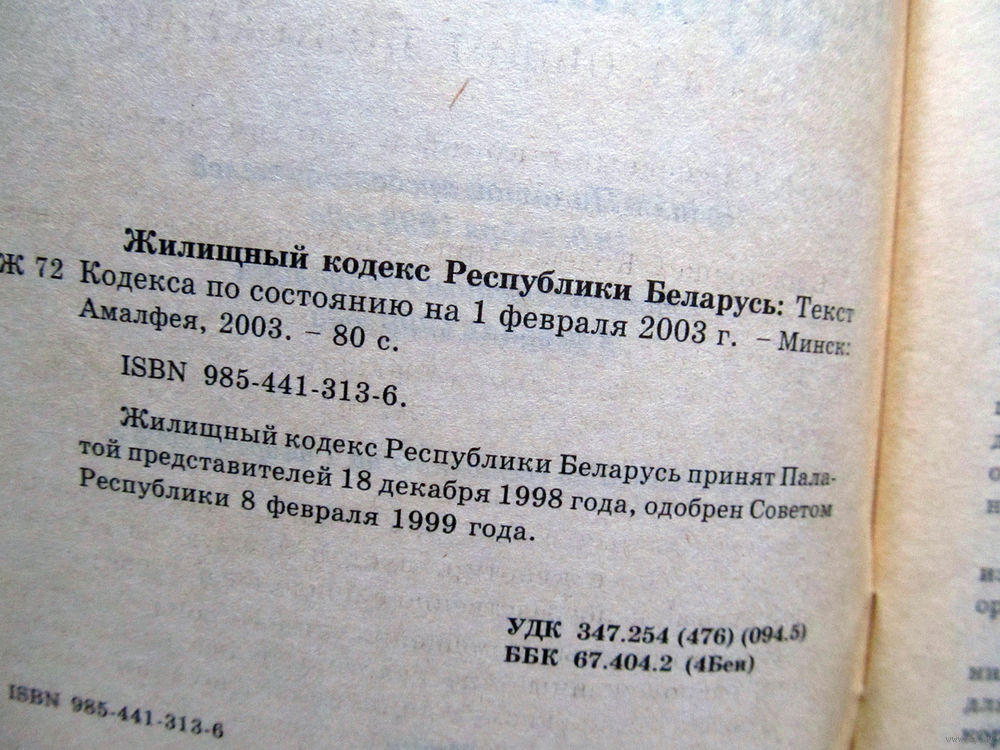 Жилищный кодекс Республики Беларусь: Текст
Ж 72 Кодекса по состоянию на 1 февраля 2003 г. – Минск:
Амалфея, 2003. – 80 с.
ISBN 985-441-313-6.
Жилищный кодекс Республики Беларусь принят Пала-
той представителей 18 декабря 1998 года, одобрен Советом
Республики 8 февраля 1999 года.
УДК 347.254 (476) (094.5)
ББК 67.404.2 (4Беи)
ISBN 985-441-313-6